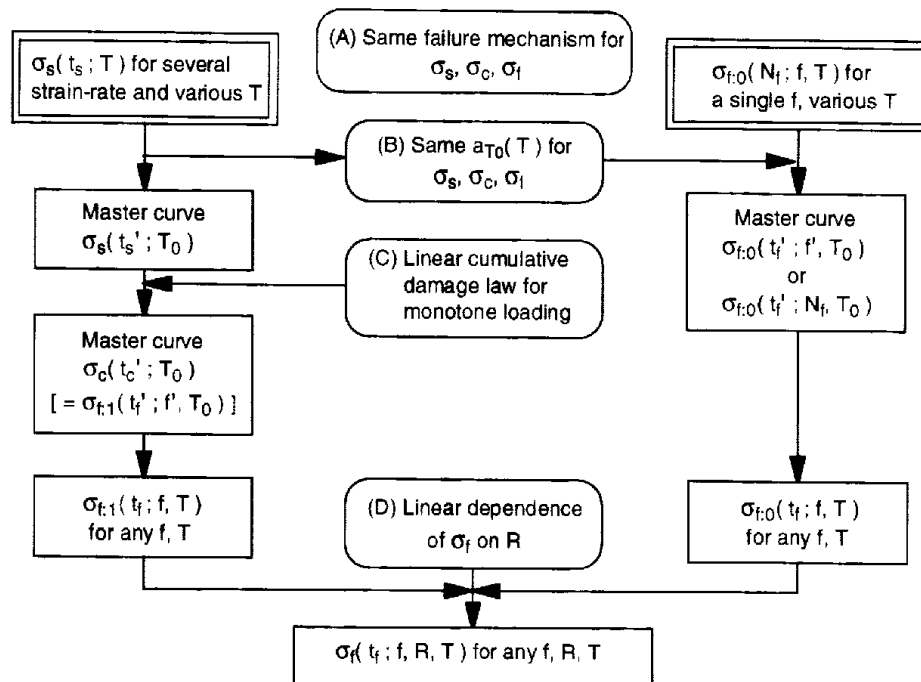 σs( ts ; T ) for several
strain-rate and various T
(A) Same failure mechanism for
σs, σc, σf
σf:0( Nf ; f, T ) for
a single f, various T
(B) Same aT0( T ) for
σs, σc, σf
Master curve
σs( ts' ; T0 )
Master curve
σf:0( tf' ; f', T0 )
or
σf:0( tf' ; Nf, T0 )
(C) Linear cumulative
damage law for
monotone loading
Master curve
σc( tc' ; T0 )
[ = σf:1( tf' ; f', T0 ) ]
σf:1( tf ; f, T )
for any f, T
(D) Linear dependence
of σf on R
σf:0( tf ; f, T )
for any f, T
σf( tf ; f, R, T ) for any f, R, T